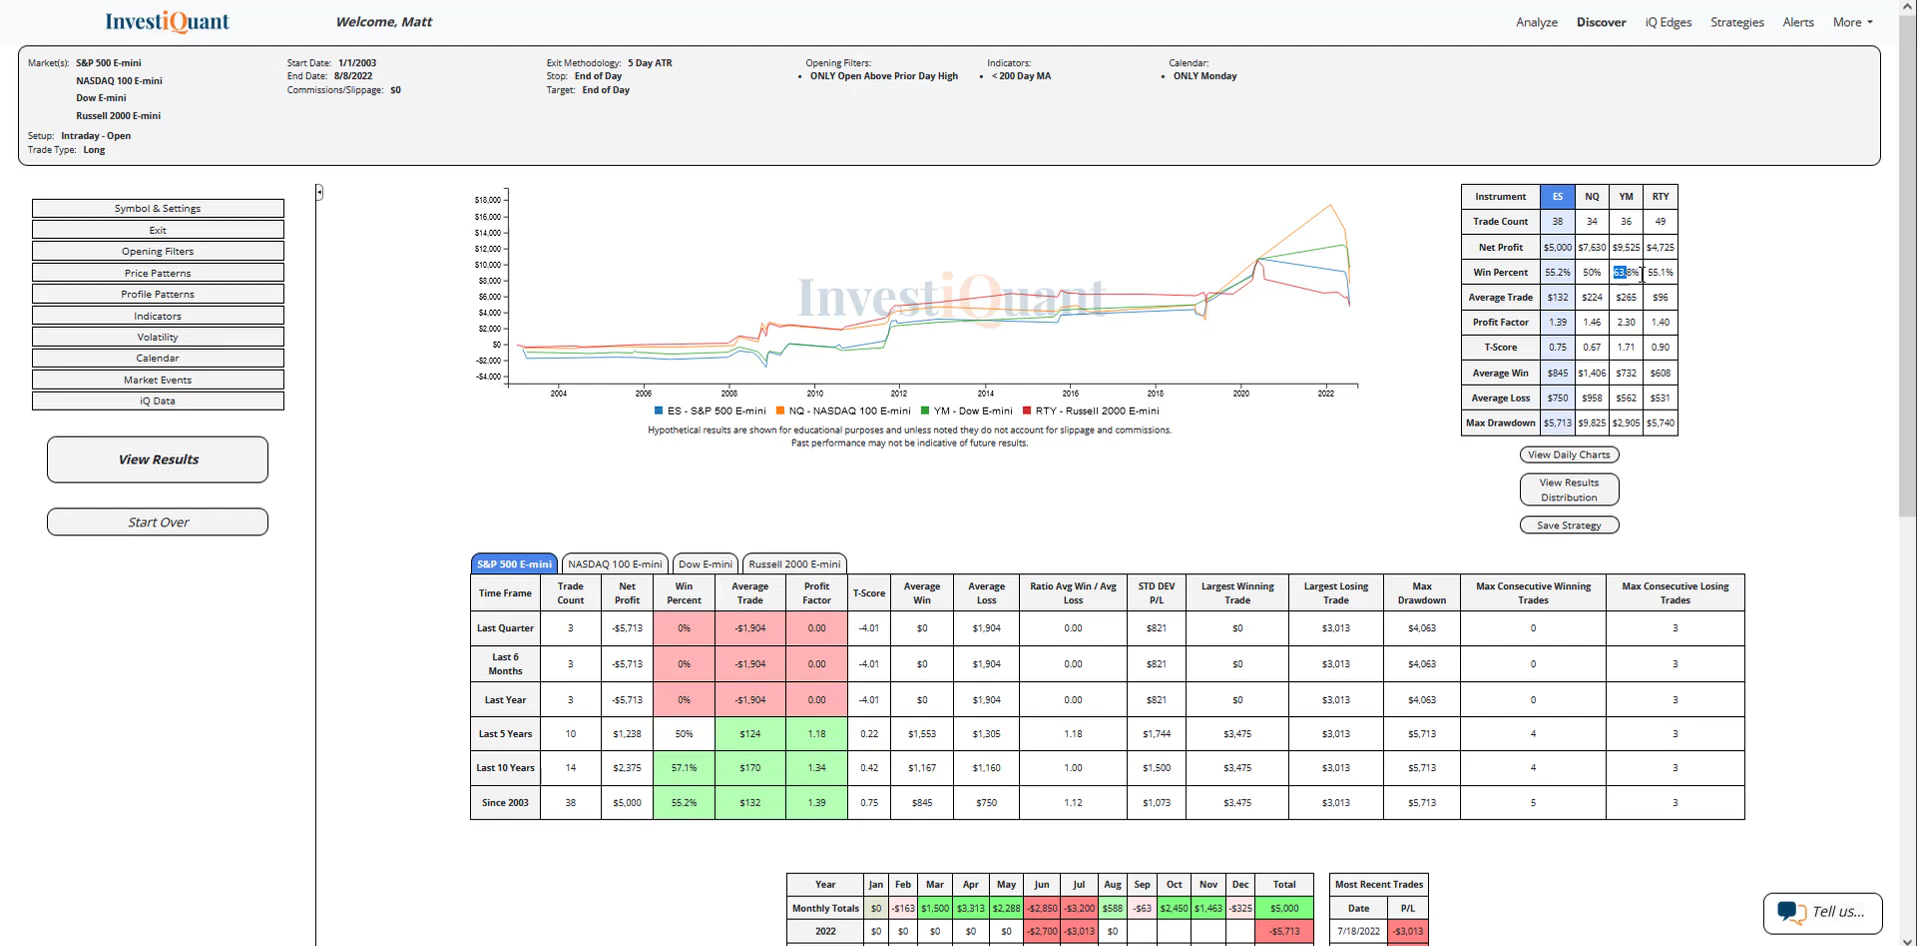 InvestiQuant
Welcome, Matt
Analyze Discover iQ Edges Strategies Alerts More
Market(s): S&P 500 E-mini
NASDAQ 100 E-mini
Dow E-mini
Russell 2000 E-mini
Setup: Intraday - Open
Trade Type: Long
Start Date: 1/1/2003
End Date: 8/8/2022
Commissions/Slippage: $0
Exit Methodology: 5 Day ATR
Stop: End of Day
Target: End of Day
Opening Filters:
• ONLY Open Above Prior Day High
Indicators:
• < 200 Day MA
Calendar:
• ONLY Monday
Symbol & Settings
Exit
Opening Filters
Price Patterns
Profile Patterns
Indicators
Volatility
Calendar
Market Events
iQ Data
View Results
Start Over
$18,000
$16,000
$14,000
$12,000
$10,000
$8,000
$6,000
$4,000
$2,000
$0
-$2,000
-$4,000
InvestiQuant
2004 2006 2008 2010 2012 2014 2016 2018 2020 2022
ES - S&P 500 E-mini NQ - NASDAQ 100 E-mini YM - Dow E-mini RTY - Russell 2000 E-mini
Hypothetical results are shown for educational purposes and unless noted they do not account for slippage and commissions.
Past performance may not be indicative of future results.
Instrument ES NQ YM RTY
Trade Count 38 34 36 49
Net Profit $5,000 $7,630 $9,525 $4,725
Win Percent 55.2% 50% 63.8% 55.1%
Average Trade $132 $224 $265 $96
Profit Factor 1.39 1.46 2.30 1.40
T-Score 0.75 0.67 1.71 0.90
Average Win $845 $1,406 $732 $608
Average Loss $750 $958 $562 $531
Max Drawdown $5,713 $9,825 $2,905 $5,740
View Daily Charts
View Results
Distribution
Save Strategy
S&P 500 E-mini NASDAQ 100 E-mini Dow E-mini Russell 2000 E-mini
Time Frame Trade Count Net Profit Win Percent Average Trade Profit Factor T-Score Average Win Average Loss Ratio Avg Win / Avg Loss STD DEV P/L Largest Winning Trade Largest Losing Trade Max Drawdown Max Consecutive Winning Trades Max Consecutive Losing Trades
Last Quarter 3 -$5,713 0% -$1,904 0.00 -4.01 $0 $1,904 0.00 $821 $0 $3,013 $4,063 0 3
Last 6 Months 3 -$5,713 0% -$1,904 0.00 -4.01 $0 $1,904 0.00 $821 $0 $3,013 $4,063 0 3
Last Year 3 -$5,713 0% -$1,904 0.00 -4.01 $0 $1,904 0.00 $821 $0 $3,013 $4,063 0 3
Last 5 Years 10 $1,238 50% $124 1.18 0.22 $1,553 $1,305 1.18 $1,744 $3,475 $3,013 $5,713 4 3
Last 10 Years 14 $2,375 57.1% $170 1.34 0.42 $1,167 $1,160 1.00 $1,500 $3,475 $3,013 $5,713 4 3
Since 2003 38 $5,000 55.2% $132 1.39 0.75 $845 $750 1.12 $1,073 $3,475 $3,013 $5,713 5 3
Year Jan Feb Mar Apr May Jun Jul Aug Sep Oct Nov Dec Total
Monthly Totals $0 -$163 $1,500 $3,313 $2,288 -$2,850 -$3,200 $588 -$63 $2,450 $1,463 -$325 $5,000
2022 $0 $0 $0 $0 $0 -$2,700 -$3,013 $0 -$5,713
Most Recent Trades
Date P/L
7/18/2022 -$3,013
Tell us...